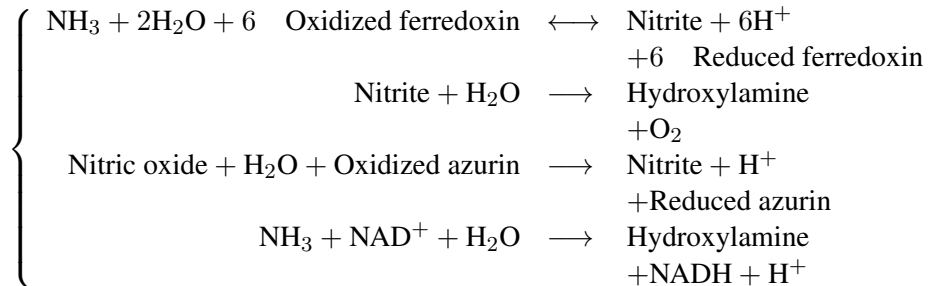 NH₃ + 2H₂O + 6 Oxidized ferredoxin ⟷ Nitrite + 6H⁺
+6 Reduced ferredoxin
Nitrite + H₂O ⟶ Hydroxylamine
+O₂
Nitric oxide + H₂O + Oxidized azurin ⟶ Nitrite + H⁺
+Reduced azurin
NH₃ + NAD⁺ + H₂O ⟶ Hydroxylamine
+NADH + H⁺